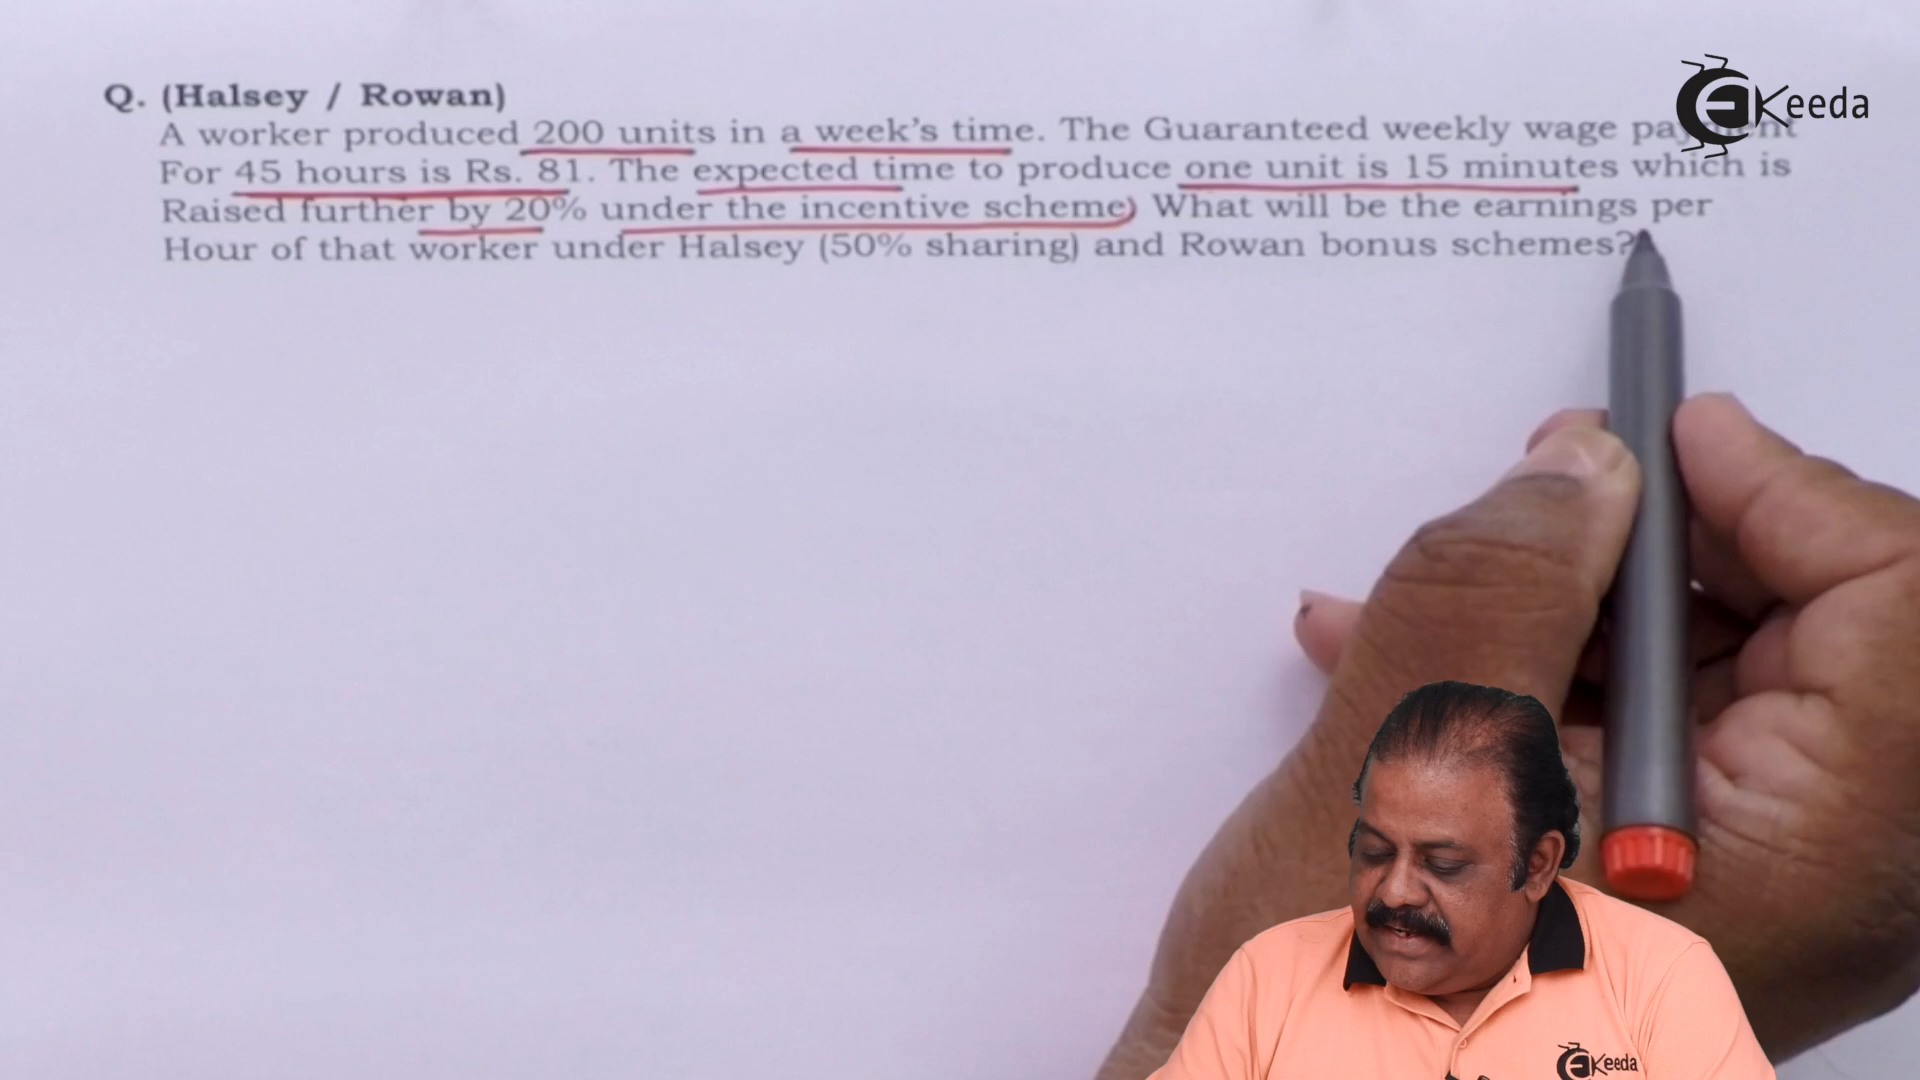 Q. (Halsey / Rowan)
A worker produced 200 units in a week's time. The Guaranteed weekly wage
For 45 hours is Rs. 81. The expected time to produce one unit is 15 minutes which is
Raised further by 20% under the incentive scheme) What will be the earnings per
Hour of that worker under Halsey (50% sharing) and Rowan bonus schemes?
EKeeda
EKeeda